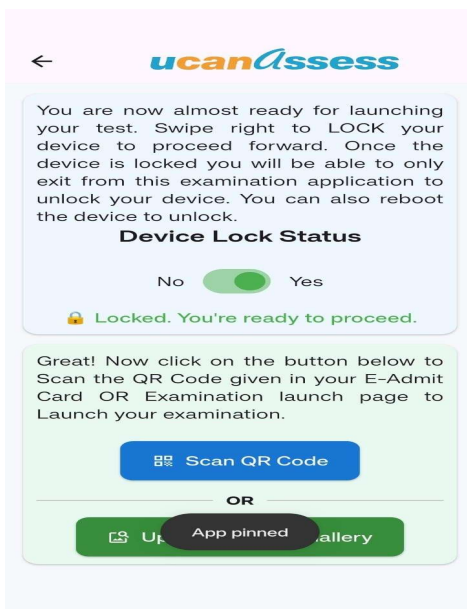 ucanAssess
You are now almost ready for launching
your test. Swipe right to LOCK your
device to proceed forward. Once the
device is locked you will be able to only
exit from this examination application to
unlock your device. You can also reboot
the device to unlock.
Device Lock Status
No Yes
Locked. You're ready to proceed.
Great! Now click on the button below to
Scan the QR Code given in your E-Admit
Card OR Examination launch page to
Launch your examination.
Scan QR Code
OR
App pinned